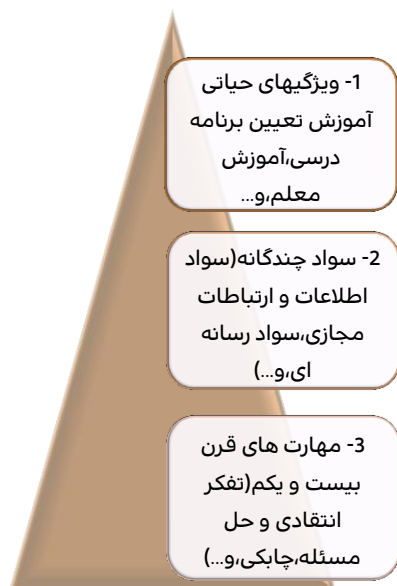 1- ویژگیهای حیاتی
آموزش تعیین برنامه
درسی,آموزش
معلم,و...
2- سواد چندگانه(سواد
اطلاعات و ارتباطات
مجازی,سواد رسانه
ای,و...)
3- مهارت های قرن
بیست و یکم(تفکر
انتقادی و حل
مسئله,چابکی,و...)